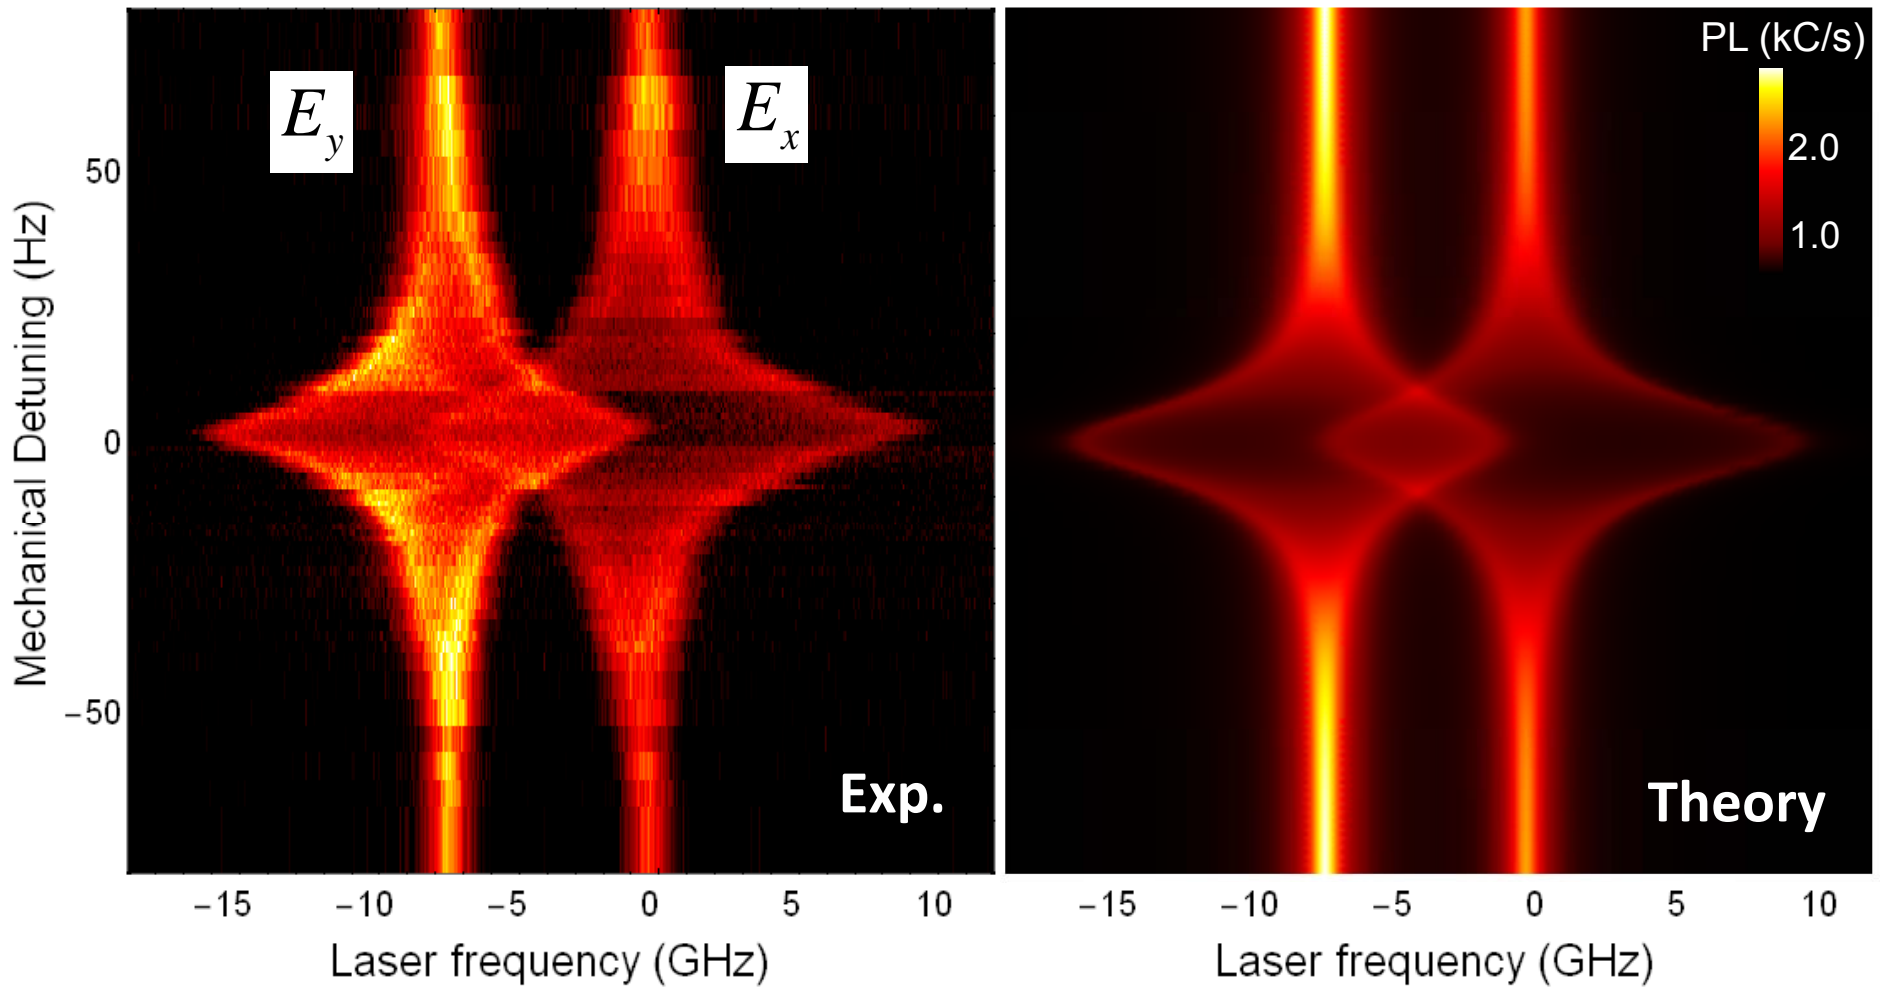 PL (kC/s)
E_y
E_x
2.0
1.0
50
0
−50
Mechanical Detuning (Hz)
Exp.
Theory
−15 −10 −5 0 5 10
−15 −10 −5 0 5 10
Laser frequency (GHz)
Laser frequency (GHz)